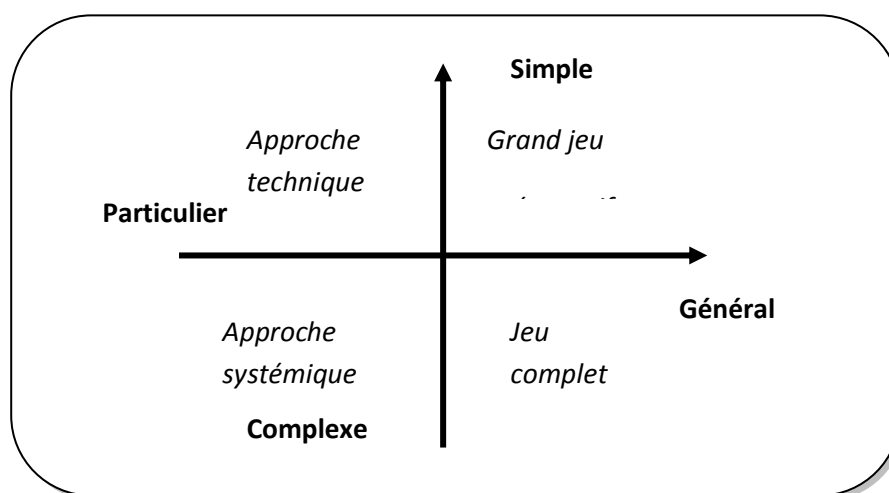 Simple
Approche
technique
Grand jeu
Particulier
Général
Approche
systémique
Jeu
complet
Complexe